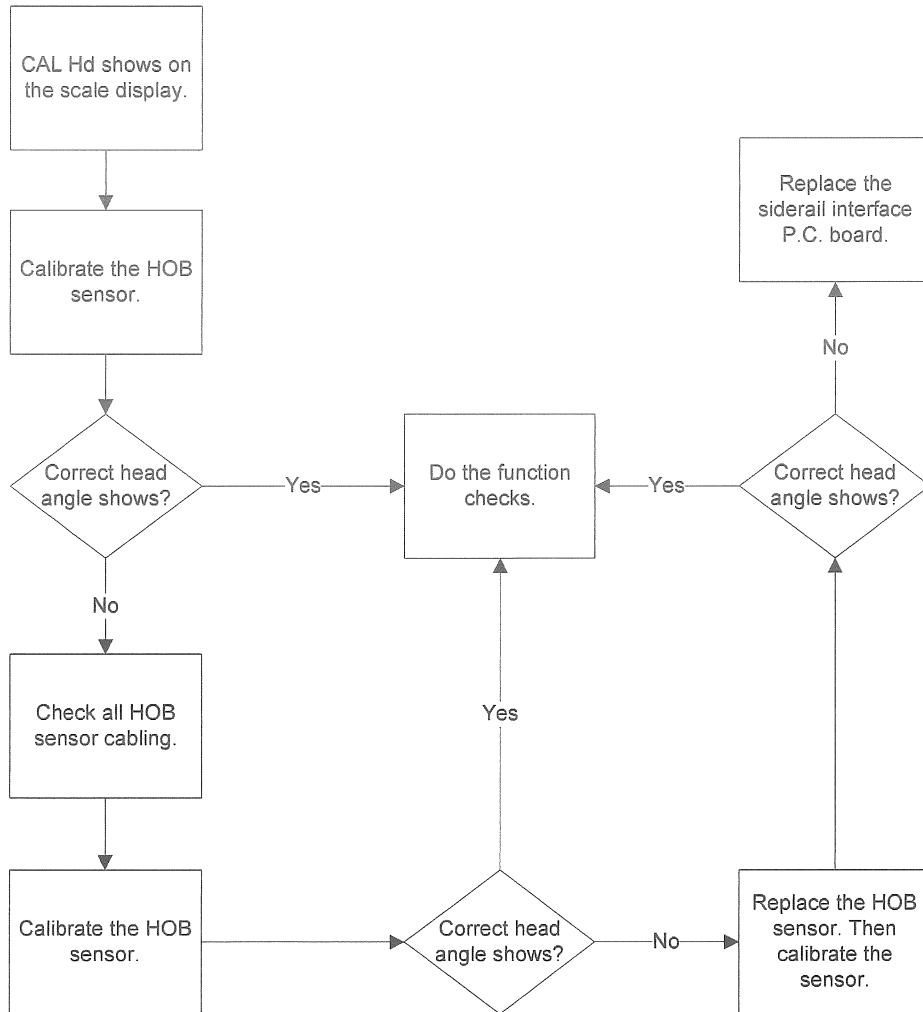 CAL Hd shows on
the scale display.
Calibrate the HOB
sensor.
Correct head
angle shows?
Yes
Do the function
checks.
No
Check all HOB
sensor cabling.
Calibrate the HOB
sensor.
Correct head
angle shows?
Yes
No
Replace the HOB
sensor. Then
calibrate the
sensor.
Correct head
angle shows?
Yes
No
Replace the
siderail interface
P.C. board.